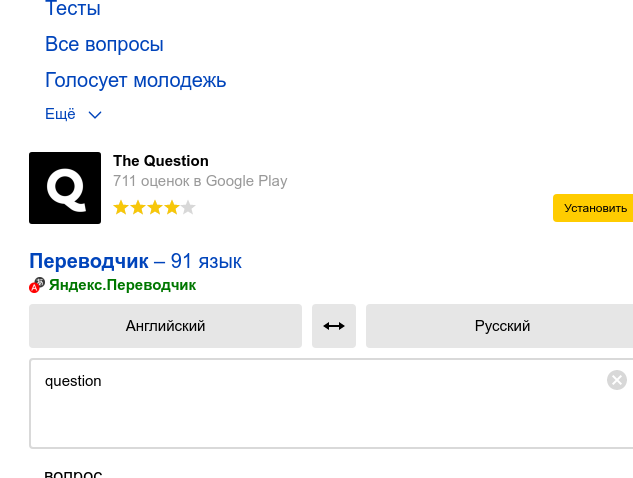 Тесты
Все вопросы
Голосует молодежь
Ещё
The Question
711 оценок в Google Play
Установить
Переводчик – 91 язык
Яндекс.Переводчик
Английский
Русский
question
вопрос